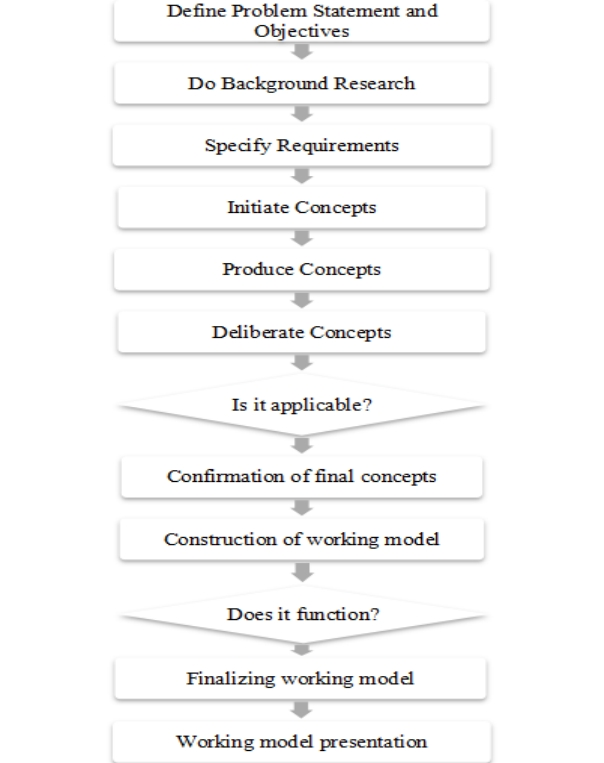 Define Problem Statement and
Objectives
Do Background Research
Specify Requirements
Initiate Concepts
Produce Concepts
Deliberate Concepts
Is it applicable?
Confirmation of final concepts
Construction of working model
Does it function?
Finalizing working model
Working model presentation